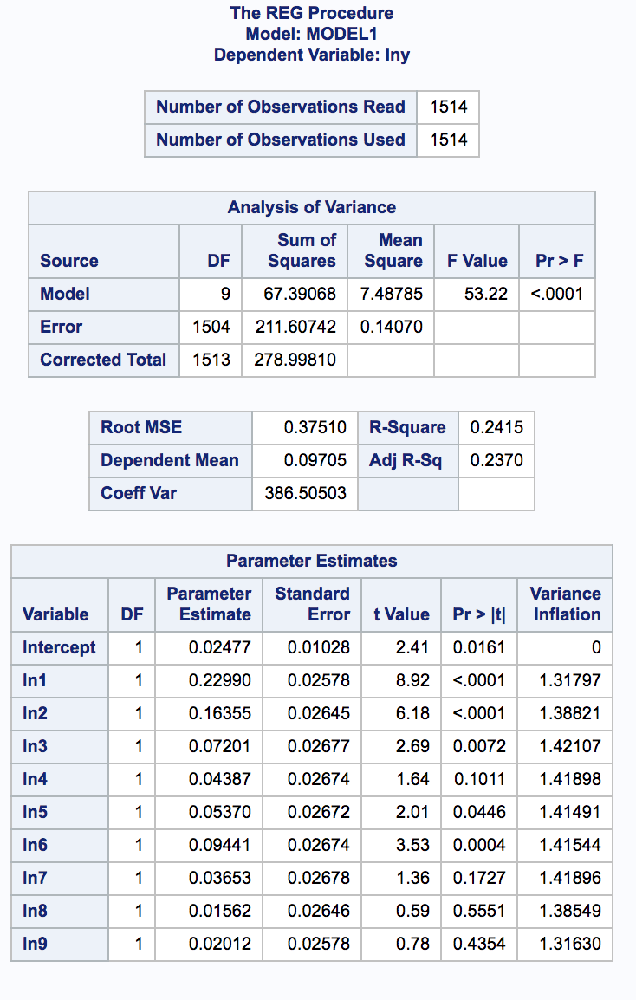 The REG Procedure
Model: MODEL1
Dependent Variable: lny
Number of Observations Read 1514
Number of Observations Used 1514
Analysis of Variance
Source DF Sum of Squares Mean Square F Value Pr > F
Model 9 67.39068 7.48785 53.22 <.0001
Error 1504 211.60742 0.14070
Corrected Total 1513 278.99810
Root MSE 0.37510 R-Square 0.2415
Dependent Mean 0.09705 Adj R-Sq 0.2370
Coeff Var 386.50503
Parameter Estimates
Variable DF Parameter Estimate Standard Error t Value Pr > |t| Variance Inflation
Intercept 1 0.02477 0.01028 2.41 0.0161 0
ln1 1 0.22990 0.02578 8.92 <.0001 1.31797
ln2 1 0.16355 0.02645 6.18 <.0001 1.38821
ln3 1 0.07201 0.02677 2.69 0.0072 1.42107
ln4 1 0.04387 0.02674 1.64 0.1011 1.41898
ln5 1 0.05370 0.02672 2.01 0.0446 1.41491
ln6 1 0.09441 0.02674 3.53 0.0004 1.41544
ln7 1 0.03653 0.02678 1.36 0.1727 1.41896
ln8 1 0.01562 0.02646 0.59 0.5551 1.38549
ln9 1 0.02012 0.02578 0.78 0.4354 1.31630